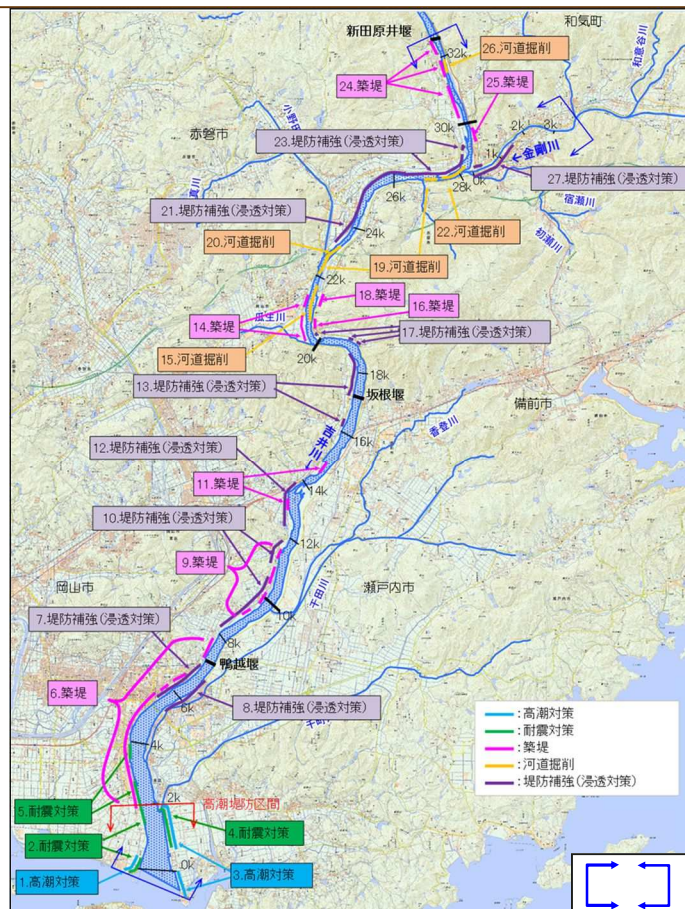 新田原井堰
和気町
和意谷川
32k
26.河道掘削
24.築堤
25.築堤
30k
赤磐市
小野田
23.堤防補強(浸透対策)
2k
3k
1k
←金剛川
0k
28k
26k
27.堤防補強(浸透対策)
宿瀬川
初瀬川
21.堤防補強(浸透対策)
24k
22.河道掘削
20.河道掘削
19.河道掘削
22k
18.築堤
16.築堤
瓜生川
14.築堤
17.堤防補強(浸透対策)
15.河道掘削
20k
18k
13.堤防補強(浸透対策)
坂根堰
備前市
香登川
16k
吉井川
12.堤防補強(浸透対策)
11.築堤
14k
10.堤防補強(浸透対策)
12k
9.築堤
岡山市
瀬戸内市
千田川
10k
7.堤防補強(浸透対策)
8k
鴨越堰
6.築堤
6k
8.堤防補強(浸透対策)
千町
4k
:高潮対策
:耐震対策
:築堤
:河道掘削
:堤防補強(浸透対策)
2k
高潮堤防区間
5.耐震対策
4.耐震対策
2.耐震対策
0k
1.高潮対策
3.高潮対策